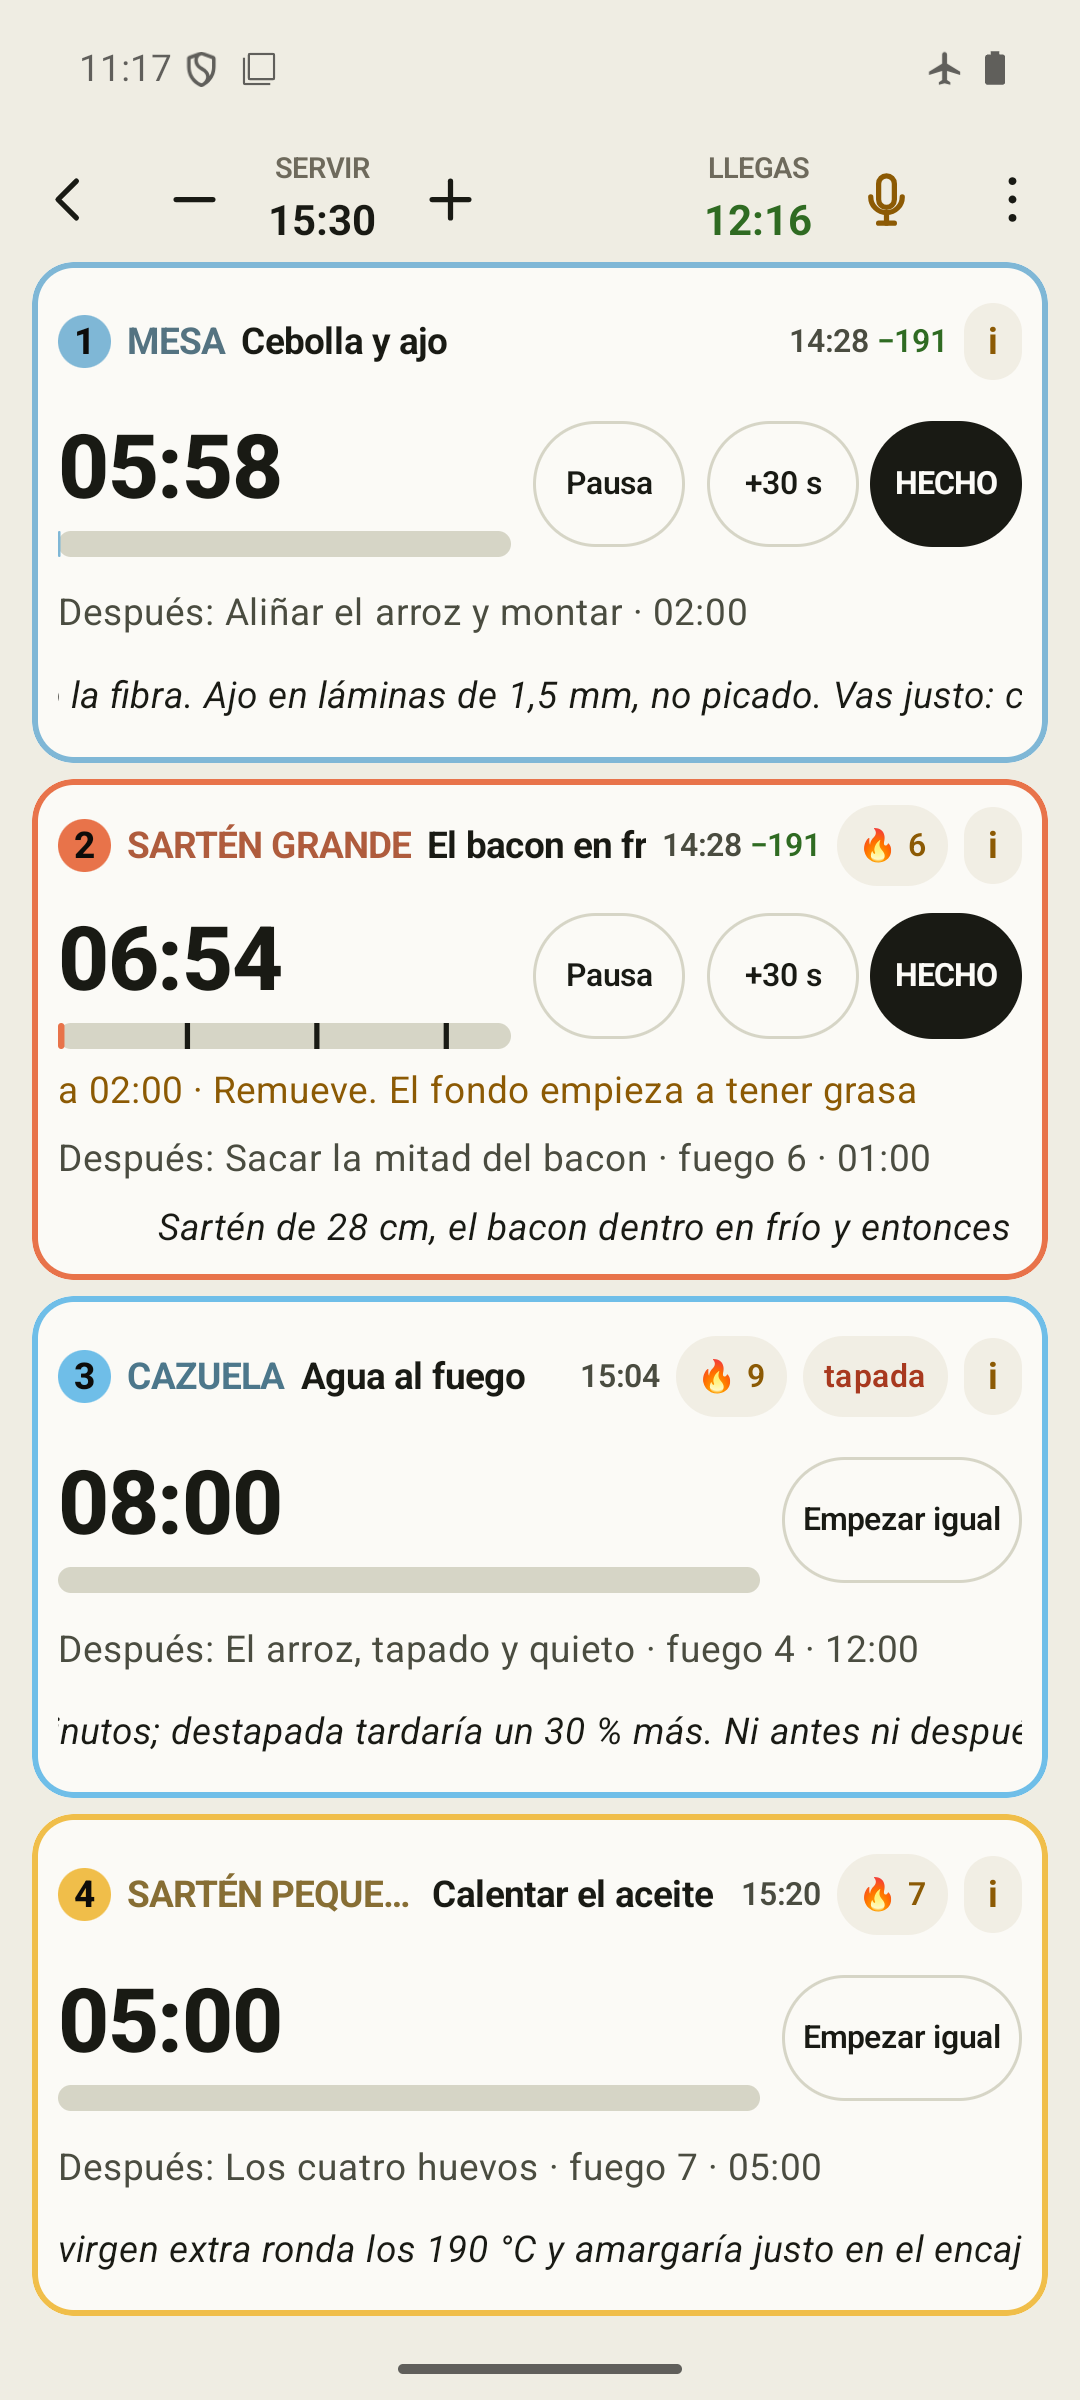 11:17
SERVIR
15:30
LLEGAS
12:16
1 MESA Cebolla y ajo 14:28 −191 i
05:58
Pausa
+30 s
HECHO
Después: Aliñar el arroz y montar · 02:00
la fibra. Ajo en láminas de 1,5 mm, no picado. Vas justo: c
2 SARTÉN GRANDE El bacon en fr 14:28 −191 6 i
06:54
Pausa
+30 s
HECHO
a 02:00 · Remueve. El fondo empieza a tener grasa
Después: Sacar la mitad del bacon · fuego 6 · 01:00
Sartén de 28 cm, el bacon dentro en frío y entonces
3 CAZUELA Agua al fuego 15:04 9 tapada i
08:00
Empezar igual
Después: El arroz, tapado y quieto · fuego 4 · 12:00
nutos; destapada tardaría un 30 % más. Ni antes ni despué
4 SARTÉN PEQUE... Calentar el aceite 15:20 7 i
05:00
Empezar igual
Después: Los cuatro huevos · fuego 7 · 05:00
virgen extra ronda los 190 °C y amargaría justo en el encaj